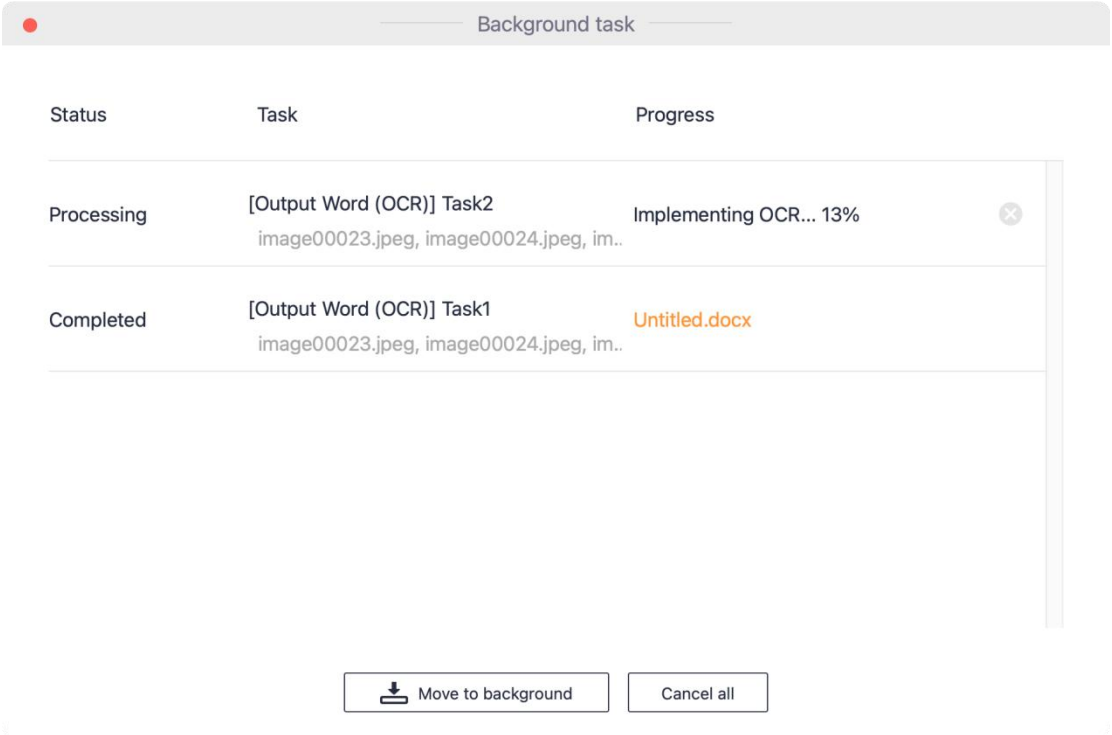 Background task
Status Task Progress
Processing [Output Word (OCR)] Task2 Implementing OCR... 13%
image00023.jpeg, image00024.jpeg, im..
Completed [Output Word (OCR)] Task1 Untitled.docx
image00023.jpeg, image00024.jpeg, im..
Move to background Cancel all